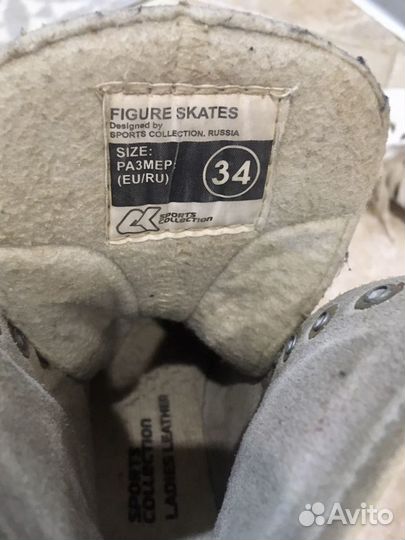 FIGURE SKATES
Designed by
SPORTS COLLECTION, RUSSIA
SIZE:
РАЗМЕР:
(EU/RU)
34
CK SPORTS
COLLECTION
SPORTS
COLLECTION
LADIES LEATHER
Avito